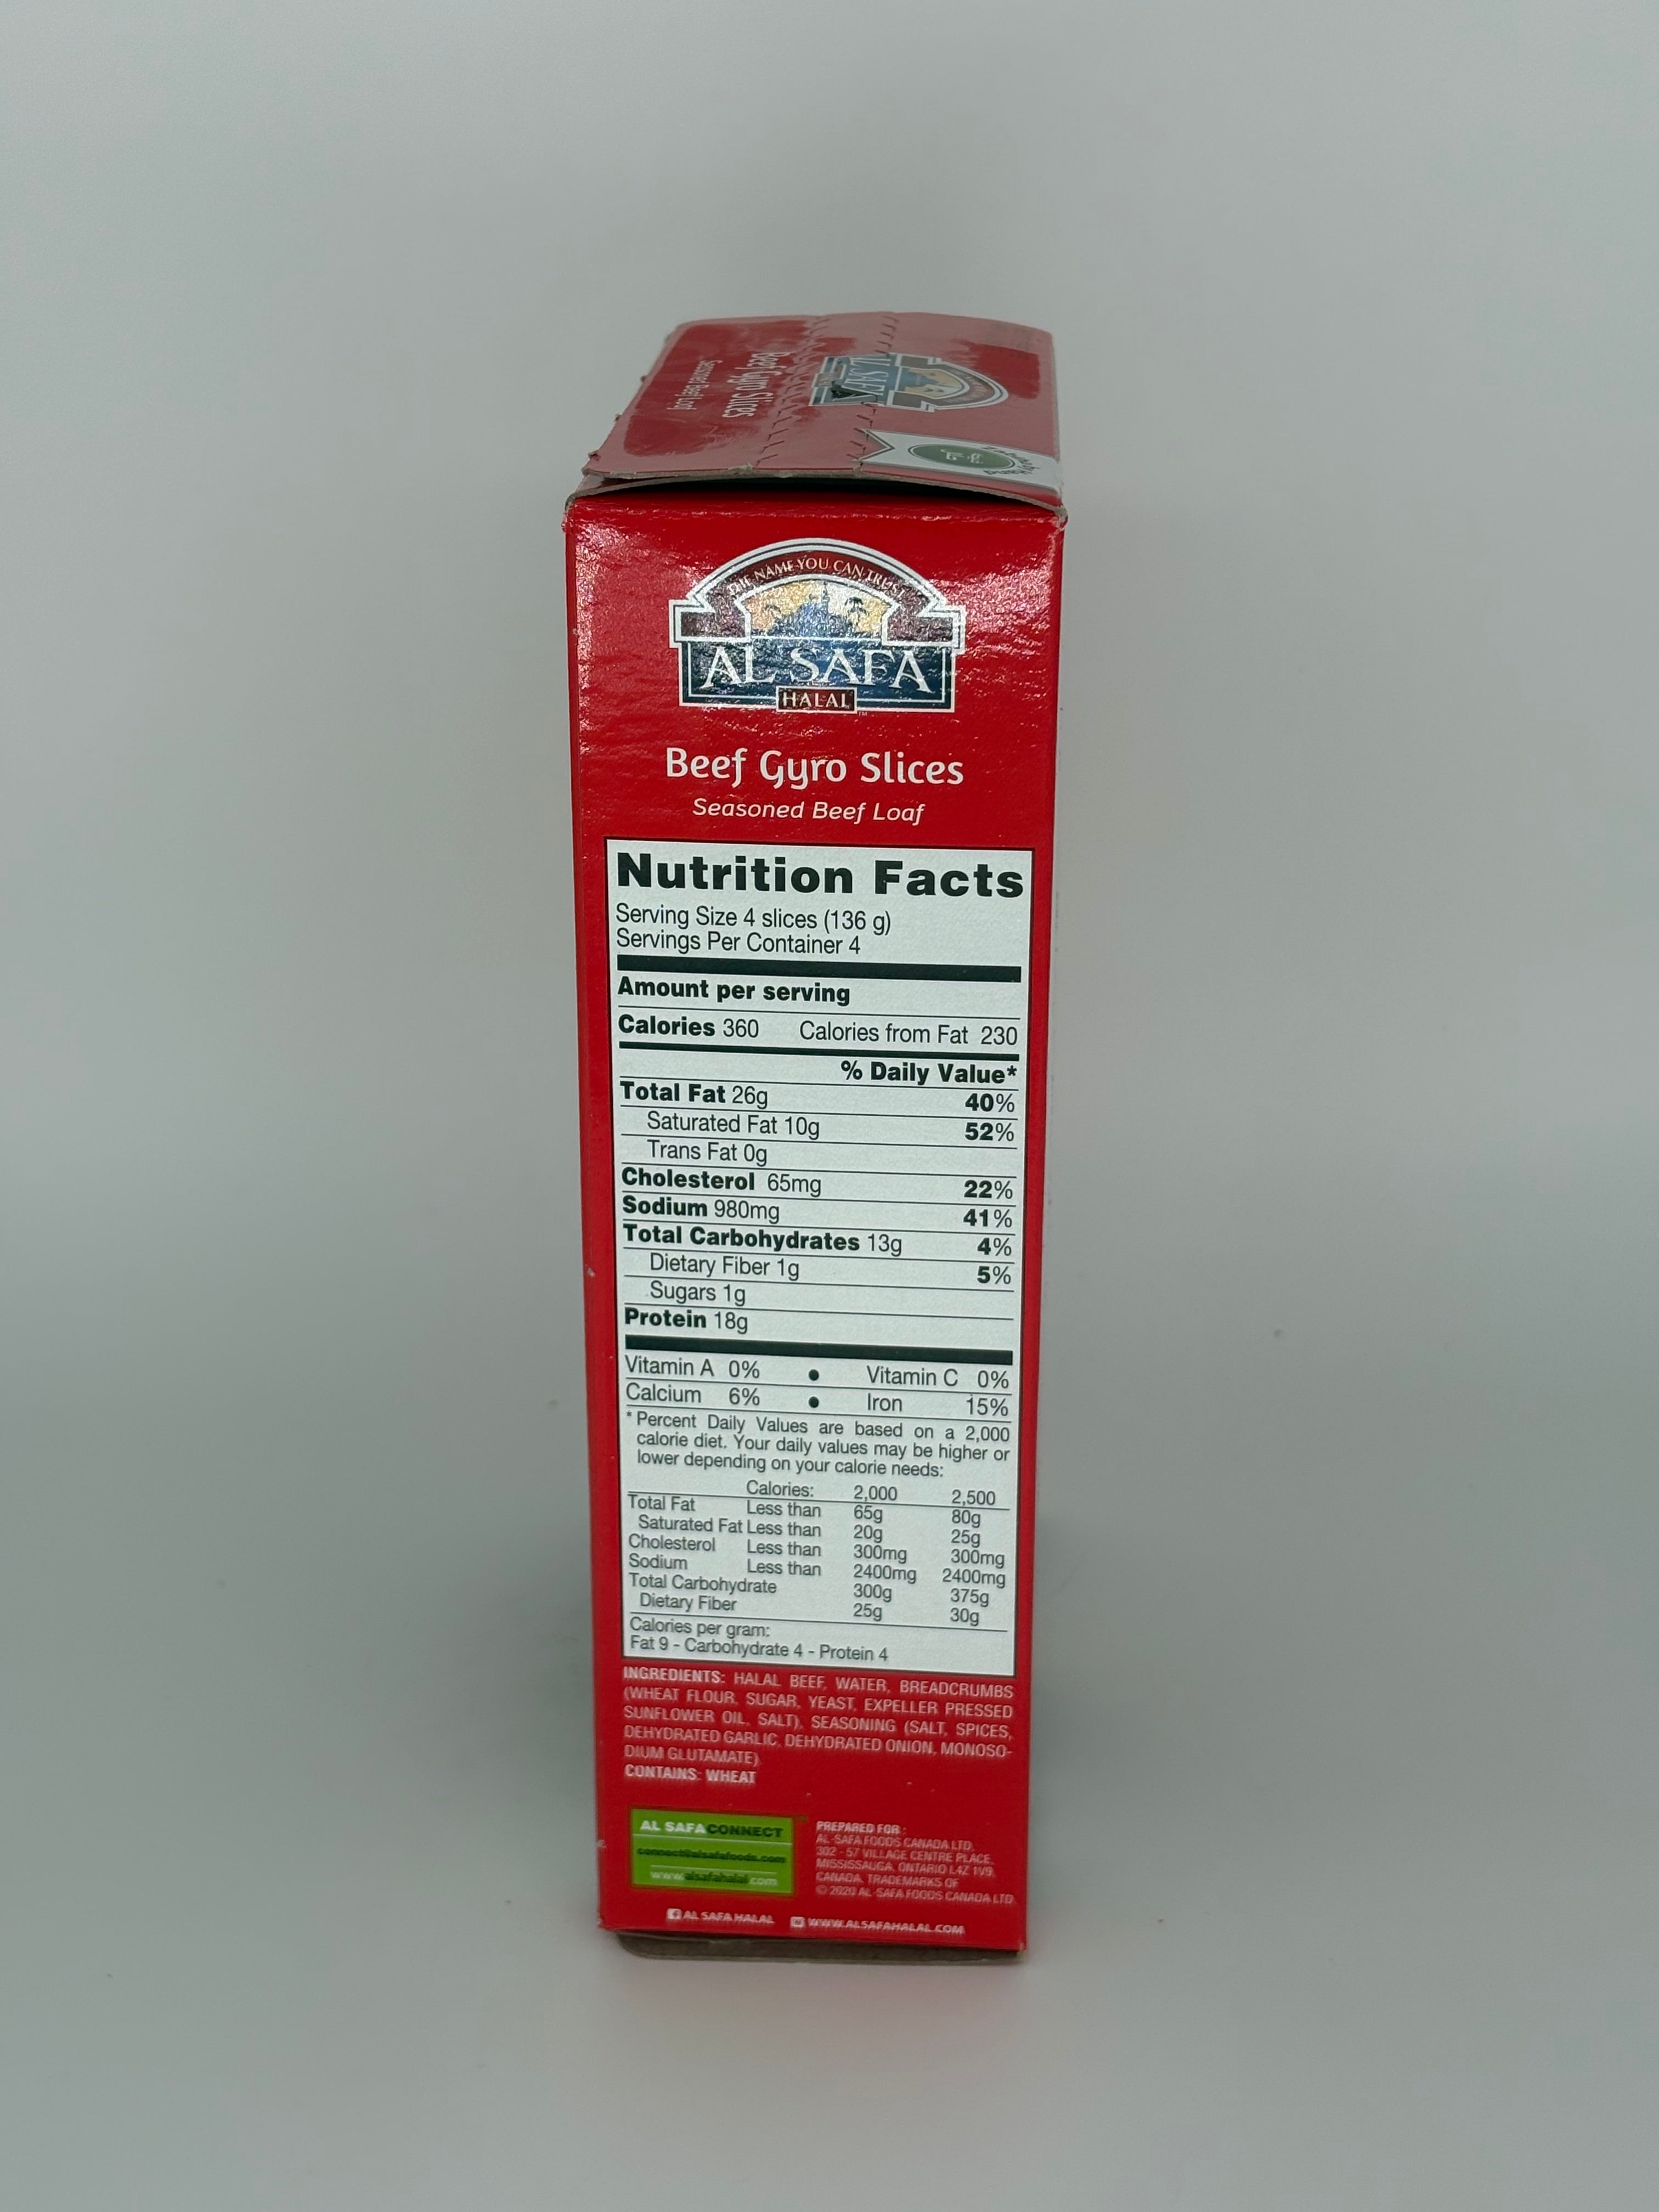 Beef Gyro Slices
Seasoned Beef Loaf
AL SAFA
THE NAME YOU CAN TRUST
AL SAFA
HALAL
™
Beef Gyro Slices
Seasoned Beef Loaf
Nutrition Facts
Serving Size 4 slices (136 g)
Servings Per Container 4
Amount per serving
Calories 360 Calories from Fat 230
% Daily Value*
Total Fat 26g 40%
Saturated Fat 10g 52%
Trans Fat 0g
Cholesterol 65mg 22%
Sodium 980mg 41%
Total Carbohydrates 13g 4%
Dietary Fiber 1g 5%
Sugars 1g
Protein 18g
Vitamin A 0% • Vitamin C 0%
Calcium 6% • Iron 15%
* Percent Daily Values are based on a 2,000
calorie diet. Your daily values may be higher or
lower depending on your calorie needs:
Calories: 2,000 2,500
Total Fat Less than 65g 80g
Saturated Fat Less than 20g 25g
Cholesterol Less than 300mg 300mg
Sodium Less than 2400mg 2400mg
Total Carbohydrate 300g 375g
Dietary Fiber 25g 30g
Calories per gram:
Fat 9 - Carbohydrate 4 - Protein 4
INGREDIENTS: HALAL BEEF, WATER, BREADCRUMBS
(WHEAT FLOUR, SUGAR, YEAST, EXPELLER PRESSED
SUNFLOWER OIL, SALT), SEASONING (SALT, SPICES,
DEHYDRATED GARLIC, DEHYDRATED ONION, MONOSO-
DIUM GLUTAMATE)
CONTAINS: WHEAT
AL SAFA CONNECT
connect@alsafafoods.com
www.alsafahalal.com
PREPARED FOR :
AL-SAFA FOODS CANADA LTD.
302 - 57 VILLAGE CENTRE PLACE,
MISSISSAUGA, ONTARIO L4Z 1V9,
CANADA. TRADEMARKS OF
© 2020 AL-SAFA FOODS CANADA LTD
AL SAFA HALAL WWW.ALSAFAHALAL.COM